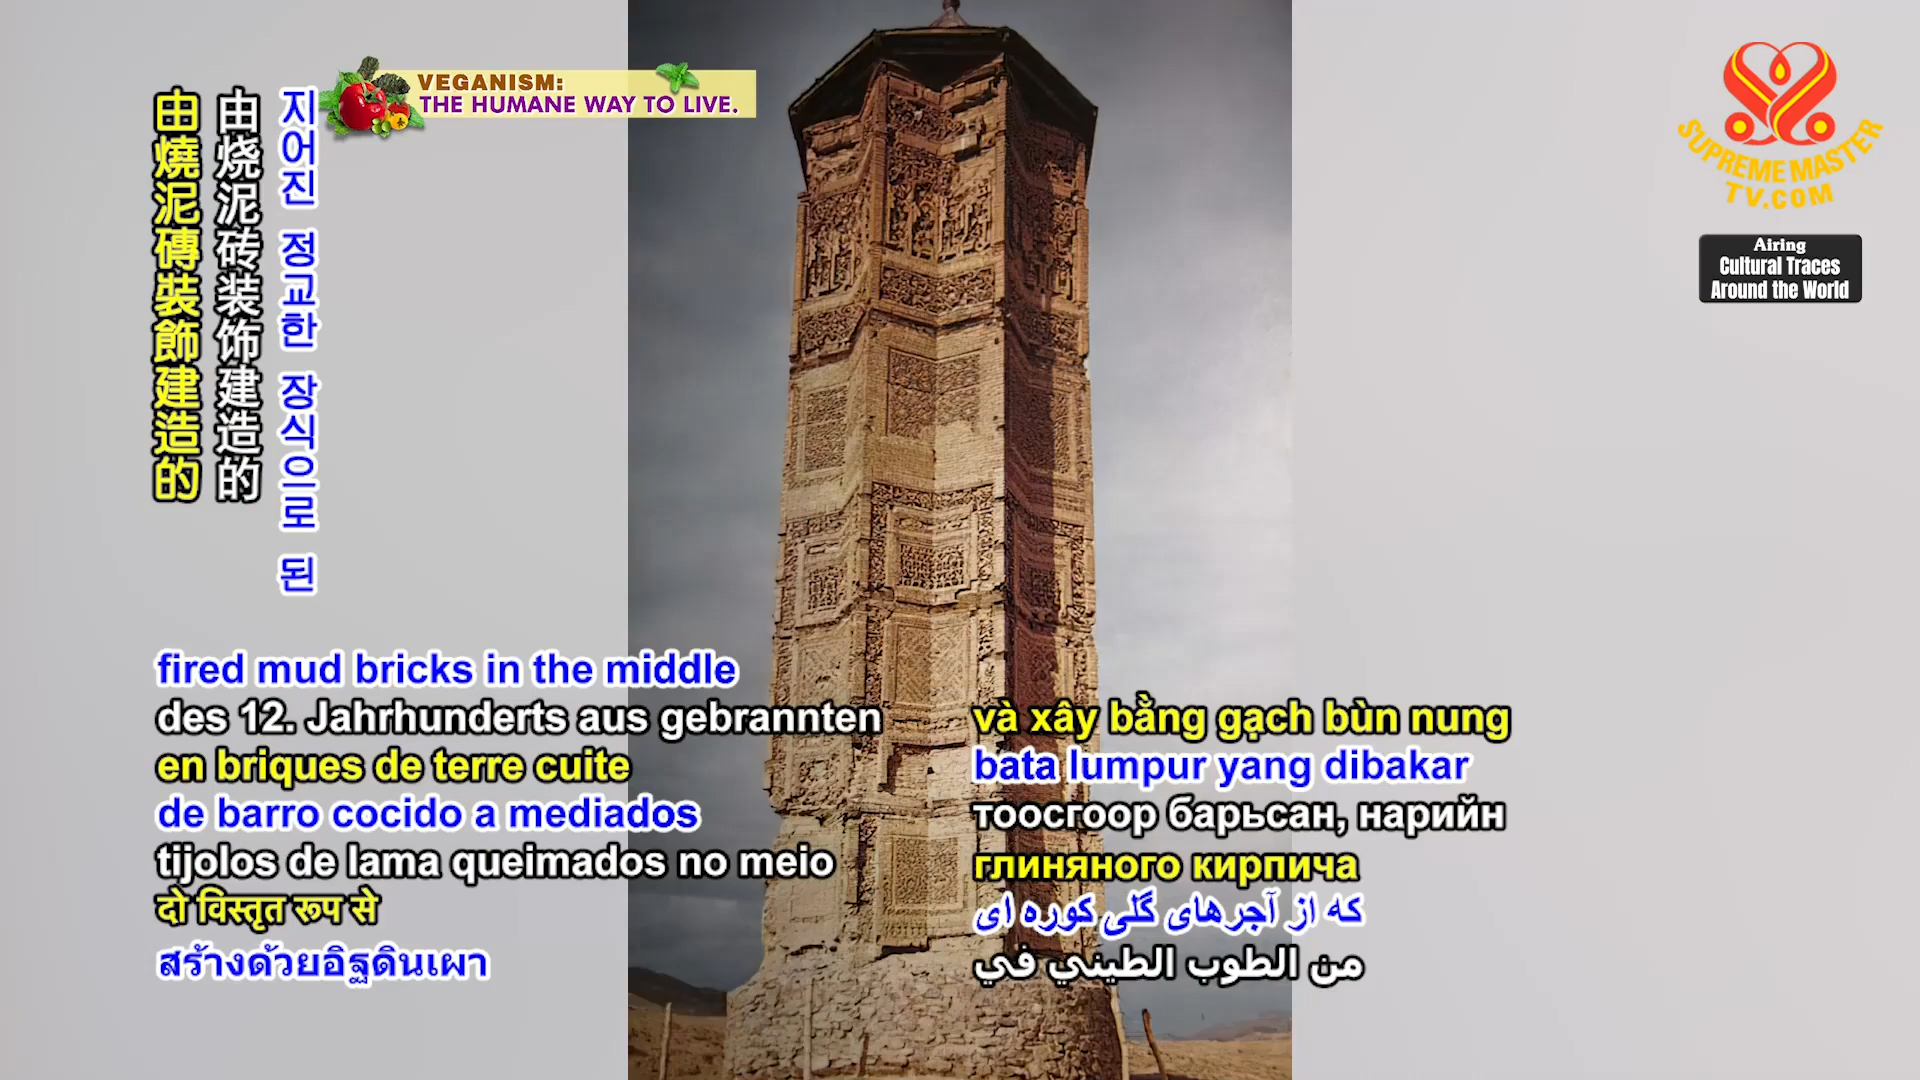 由燒泥磚裝飾建造的
由烧泥砖装饰建造的
지어진 정교한 장식으로 된
VEGANISM:
THE HUMANE WAY TO LIVE.
SUPREME MASTER
TV.COM
Airing
Cultural Traces
Around the World
fired mud bricks in the middle
des 12. Jahrhunderts aus gebrannten
en briques de terre cuite
de barro cocido a mediados
tijolos de lama queimados no meio
दो विस्तृत रूप से
สร้างด้วยอิฐดินเผา
và xây bằng gạch bùn nung
bata lumpur yang dibakar
тоосгоор барьсан, нарийн
глиняного кирпича
که از آجرهای گلی کوره ای
من الطوب الطيني في